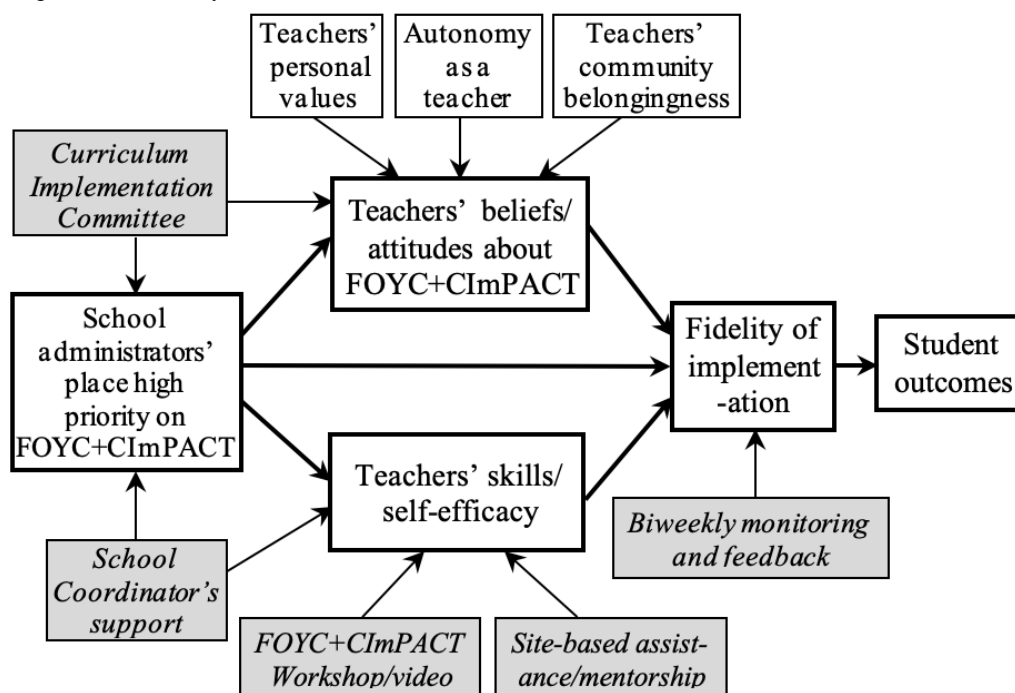 Teachers'
personal
values
Autonomy
as a
teacher
Teachers'
community
belongingness
Curriculum
Implementation
Committee
Teachers' beliefs/
attitudes about
FOYC+CImPACT
School
administrators'
place high
priority on
FOYC+CImPACT
Fidelity of
implement
-ation
Student
outcomes
Teachers' skills/
self-efficacy
Biweekly monitoring
and feedback
School
Coordinator's
support
FOYC+CImPACT
Workshop/video
Site-based assist-
ance/mentorship